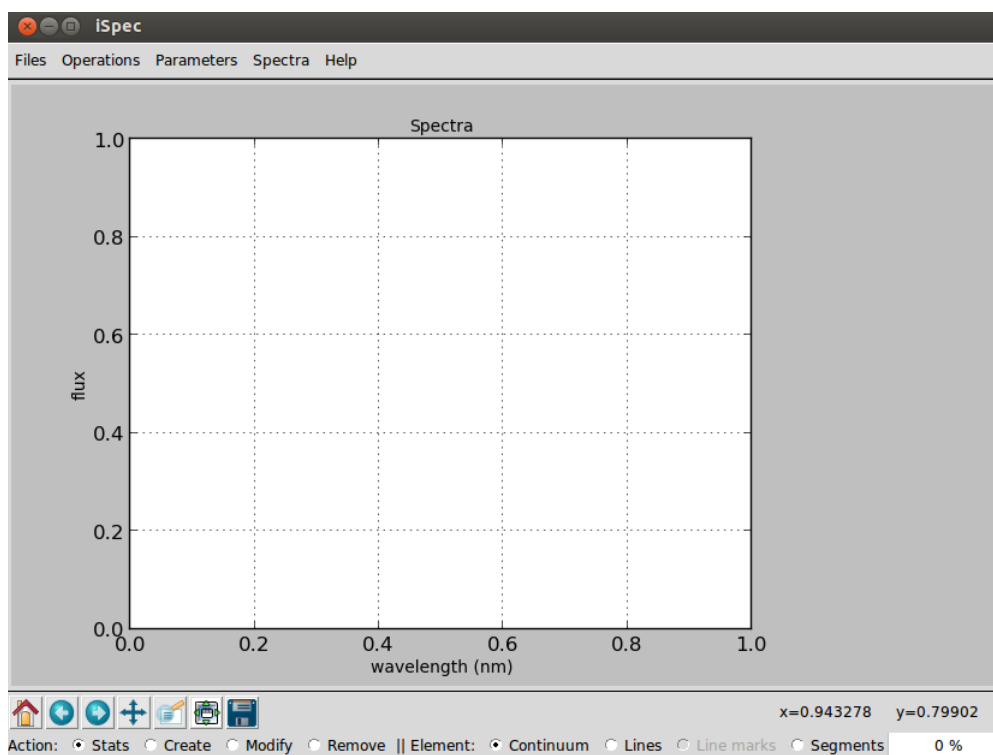 iSpec
Files Operations Parameters Spectra Help
Spectra
1.0
0.8
0.6
flux
0.4
0.2
0.0
0.0 0.2 0.4 0.6 0.8 1.0
wavelength (nm)
x=0.943278 y=0.79902
Action: Stats Create Modify Remove || Element: Continuum Lines Line marks Segments 0 %